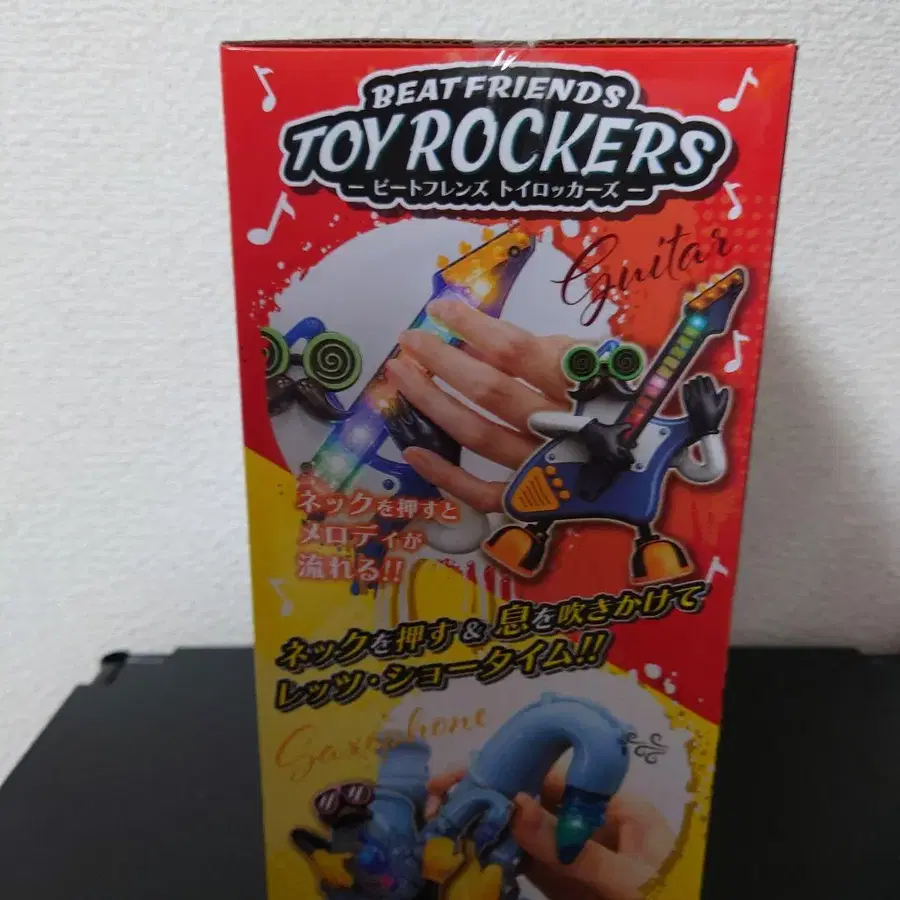 BEAT FRIENDS
TOY ROCKERS
ー ビートフレンズ トイロッカーズ ー
Guitar
ネックを押すと
メロディが
流れる!!
ネックを押す & 息を吹きかけて
レッツ・ショータイム!!
Saxophone